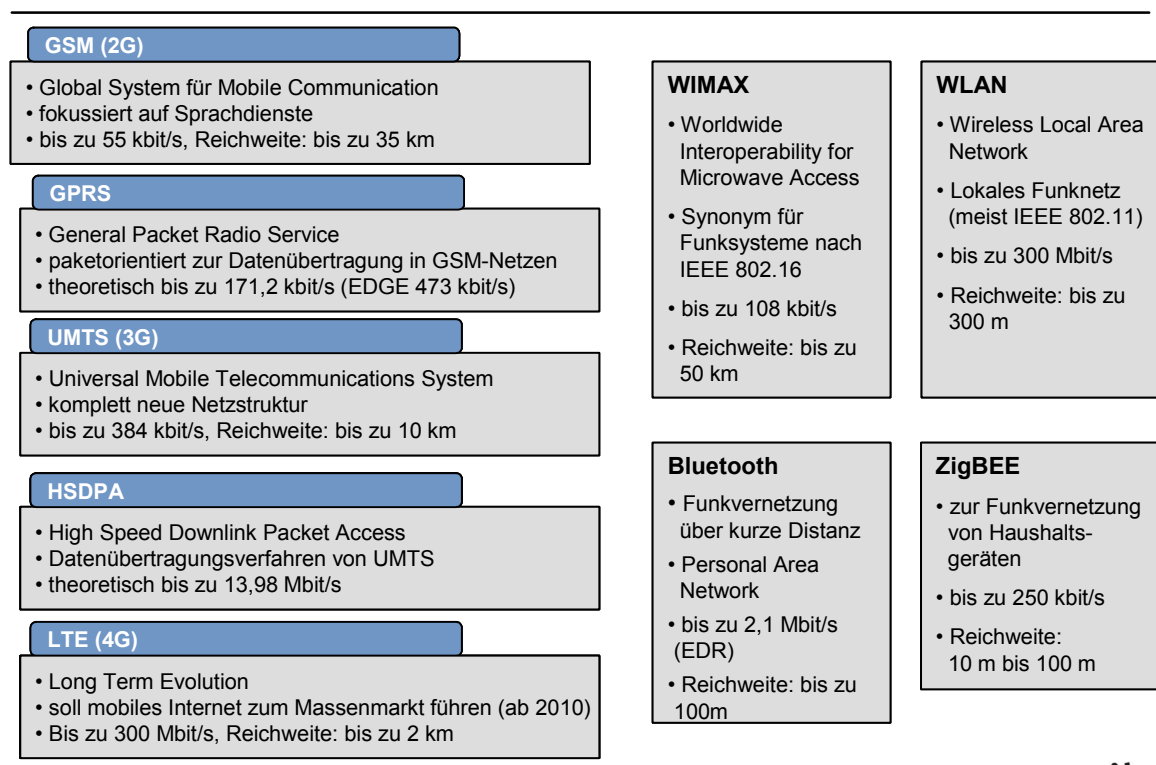 GSM (2G)
• Global System für Mobile Communication
• fokussiert auf Sprachdienste
• bis zu 55 kbit/s, Reichweite: bis zu 35 km
GPRS
• General Packet Radio Service
• paketorientiert zur Datenübertragung in GSM-Netzen
• theoretisch bis zu 171,2 kbit/s (EDGE 473 kbit/s)
UMTS (3G)
• Universal Mobile Telecommunications System
• komplett neue Netzstruktur
• bis zu 384 kbit/s, Reichweite: bis zu 10 km
HSDPA
• High Speed Downlink Packet Access
• Datenübertragungsverfahren von UMTS
• theoretisch bis zu 13,98 Mbit/s
LTE (4G)
• Long Term Evolution
• soll mobiles Internet zum Massenmarkt führen (ab 2010)
• Bis zu 300 Mbit/s, Reichweite: bis zu 2 km
WIMAX
• Worldwide
Interoperability for
Microwave Access
• Synonym für
Funksysteme nach
IEEE 802.16
• bis zu 108 kbit/s
• Reichweite: bis zu
50 km
WLAN
• Wireless Local Area
Network
• Lokales Funknetz
(meist IEEE 802.11)
• bis zu 300 Mbit/s
• Reichweite: bis zu
300 m
Bluetooth
• Funkvernetzung
über kurze Distanz
• Personal Area
Network
• bis zu 2,1 Mbit/s
(EDR)
• Reichweite: bis zu
100m
ZigBEE
• zur Funkvernetzung
von Haushalts-
geräten
• bis zu 250 kbit/s
• Reichweite:
10 m bis 100 m